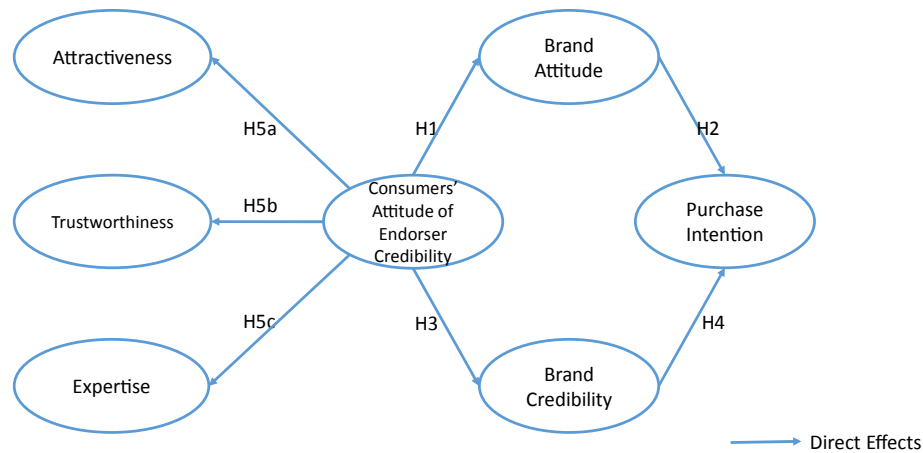 Attractiveness
Brand
Attitude
H5a
H1
H2
Trustworthiness
H5b
Consumers’
Attitude of
Endorser
Credibility
Purchase
Intention
H5c
H3
H4
Expertise
Brand
Credibility
Direct Effects